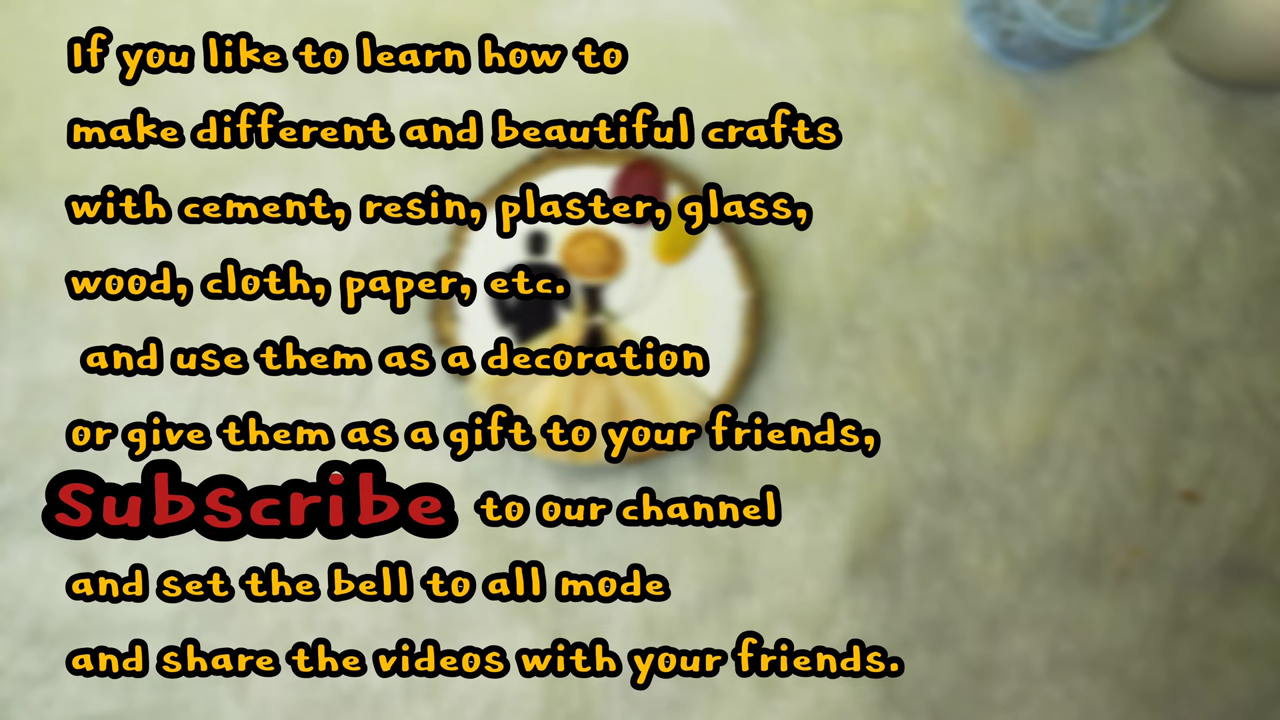 If you like to learn how to
make different and beautiful crafts
with cement, resin, plaster, glass,
wood, cloth, paper, etc.
and use them as a decoration
or give them as a gift to your friends,
Subscribe to our channel
and set the bell to all mode
and share the videos with your friends.